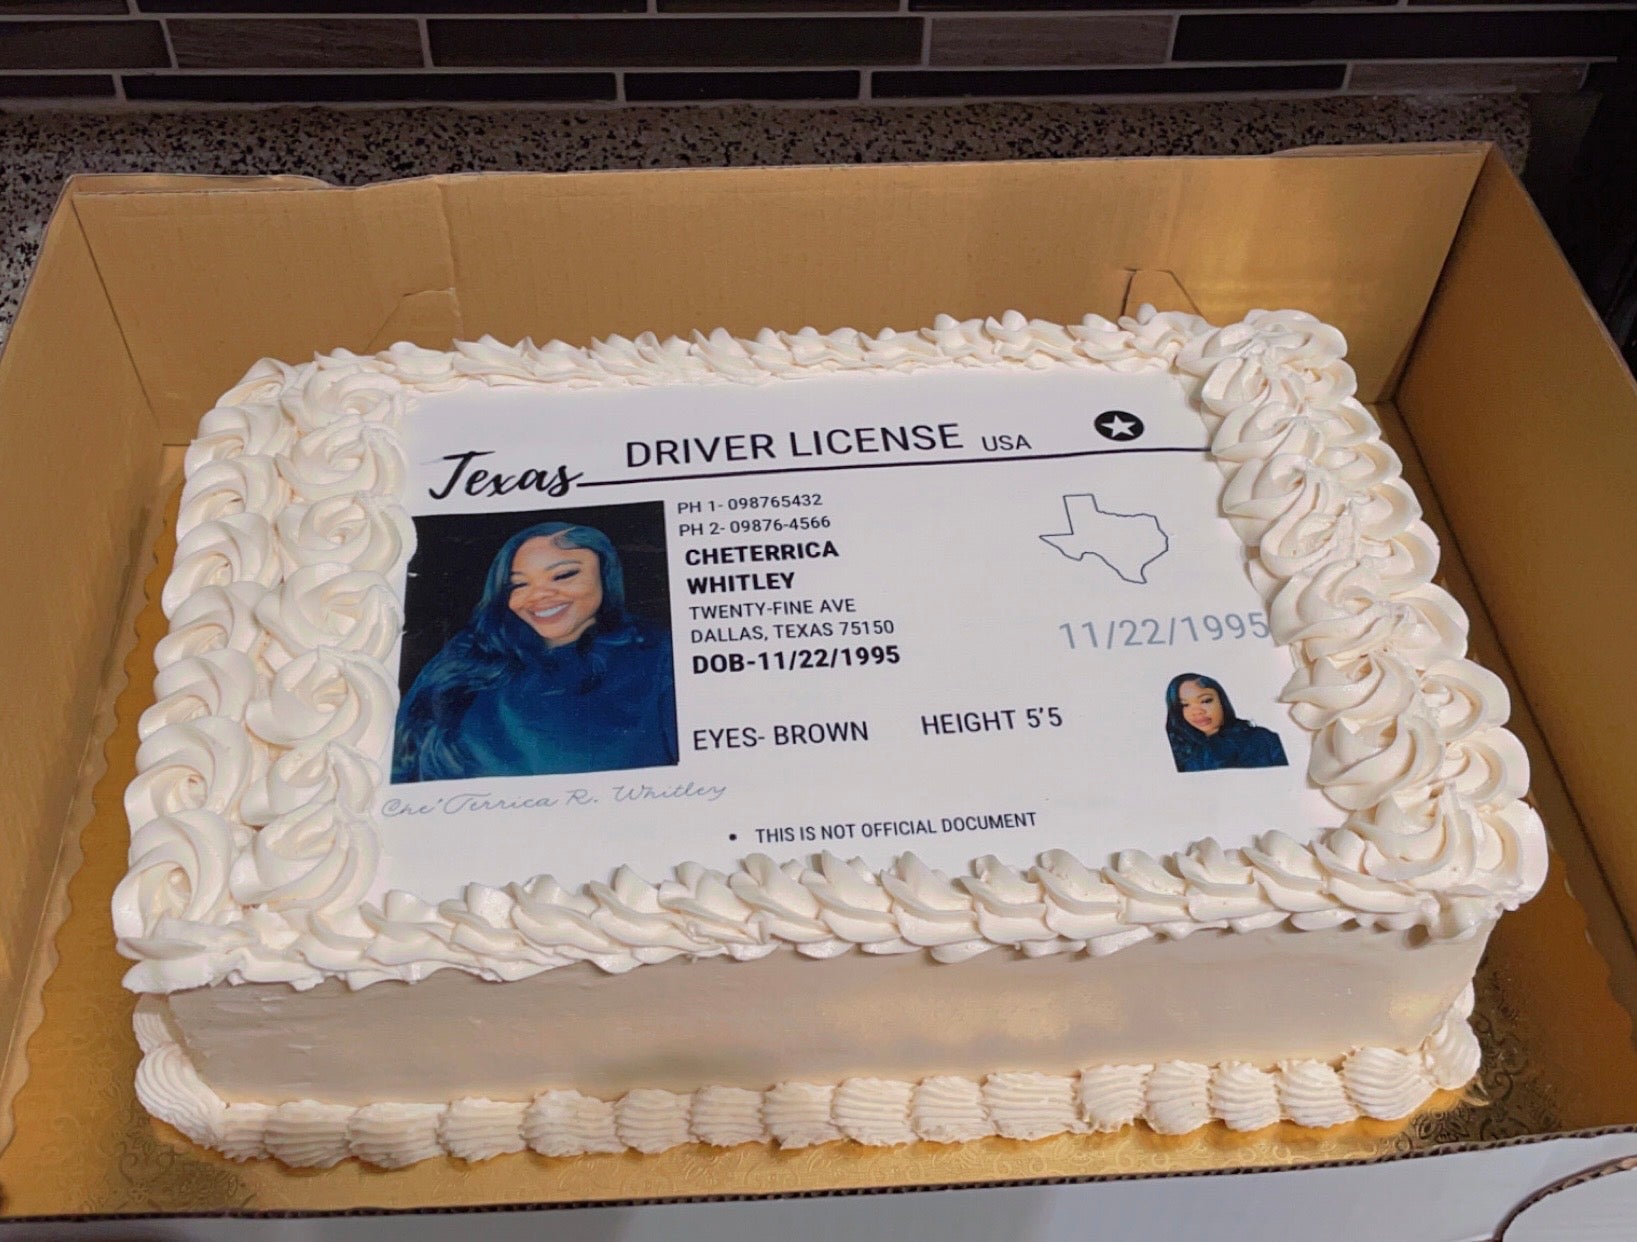 Texas DRIVER LICENSE USA
PH 1- 098765432
PH 2- 09876-4566
CHETERRICA
WHITLEY
TWENTY-FINE AVE
DALLAS, TEXAS 75150
DOB-11/22/1995
11/22/1995
EYES- BROWN HEIGHT 5'5
Che'Terrica R. Whitley
• THIS IS NOT OFFICIAL DOCUMENT